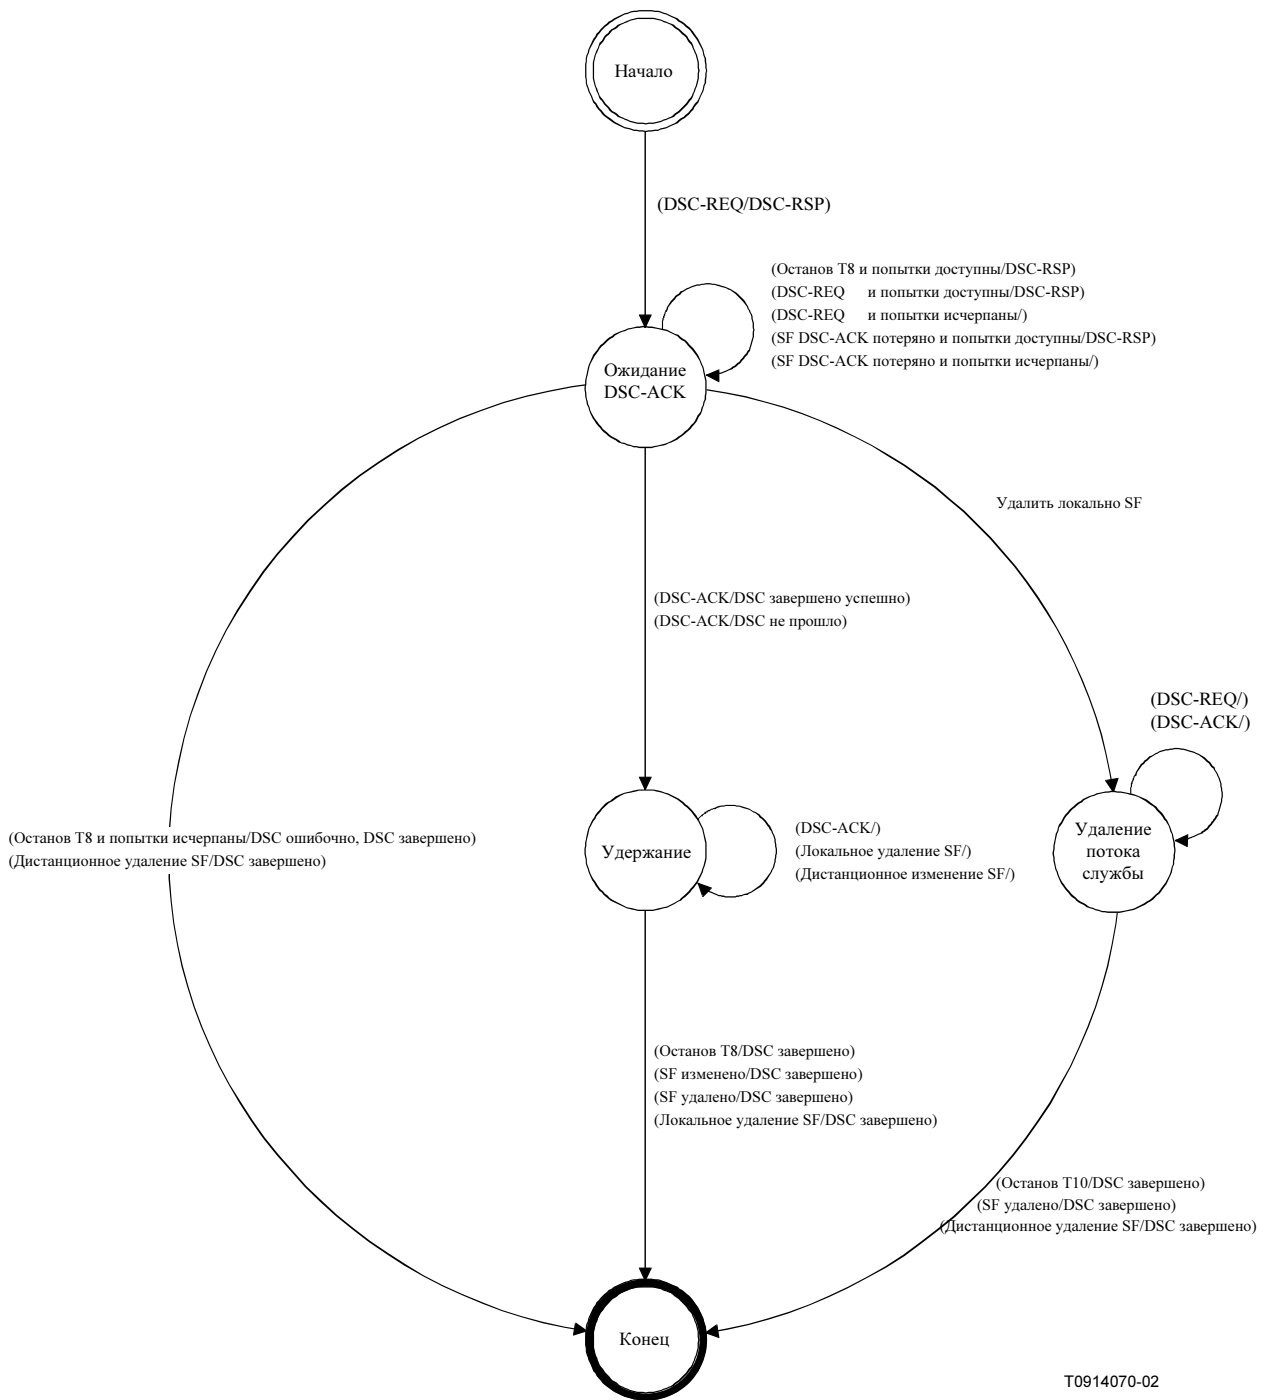 Начало
(DSC-REQ/DSC-RSP)
(Останов T8 и попытки доступны/DSC-RSP)
(DSC-REQ и попытки доступны/DSC-RSP)
(DSC-REQ и попытки исчерпаны/)
(SF DSC-ACK потеряно и попытки доступны/DSC-RSP)
(SF DSC-ACK потеряно и попытки исчерпаны/)
Ожидание
DSC-ACK
Удалить локально SF
(DSC-ACK/DSC завершено успешно)
(DSC-ACK/DSC не прошло)
(DSC-REQ/)
(DSC-ACK/)
(Останов T8 и попытки исчерпаны/DSC ошибочно, DSC завершено)
(Дистанционное удаление SF/DSC завершено)
Удержание
(DSC-ACK/)
(Локальное удаление SF/)
(Дистанционное изменение SF/)
Удаление
потока
службы
(Останов T8/DSC завершено)
(SF изменено/DSC завершено)
(SF удалено/DSC завершено)
(Локальное удаление SF/DSC завершено)
(Останов T10/DSC завершено)
(SF удалено/DSC завершено)
(Дистанционное удаление SF/DSC завершено)
Конец
T0914070-02